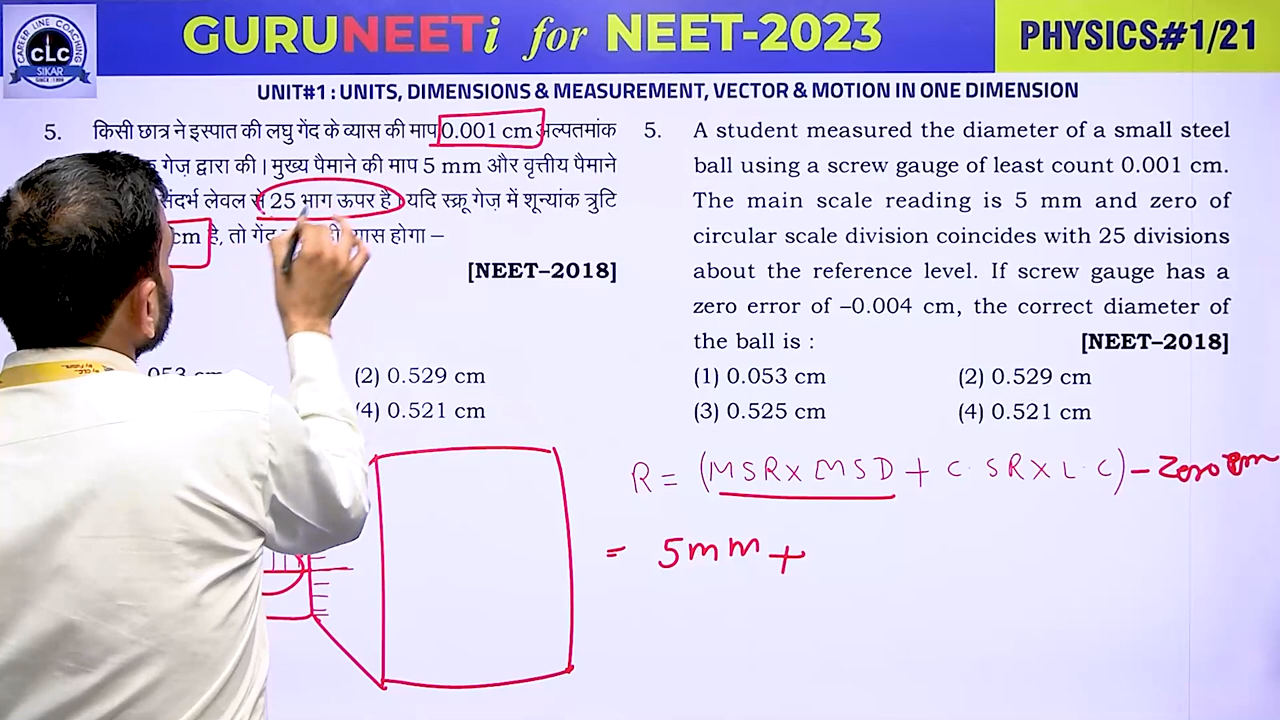 GURUNEETi for NEET-2023
PHYSICS#1/21
CAREER LINE COACHING
CLC
SIKAR
SINCE : 1996
UNIT#1 : UNITS, DIMENSIONS & MEASUREMENT, VECTOR & MOTION IN ONE DIMENSION
5. किसी छात्र ने इस्पात की लघु गेंद के व्यास की माप 0.001 cm अल्पतमांक
गेज़ द्वारा की। मुख्य पैमाने की माप 5 mm और वृत्तीय पैमाने
संदर्भ लेवल से 25 भाग ऊपर है। यदि स्क्रू गेज़ में शून्यांक त्रुटि
cm है, तो गेंद होगा –
[NEET–2018]
(2) 0.529 cm
(4) 0.521 cm
5. A student measured the diameter of a small steel
ball using a screw gauge of least count 0.001 cm.
The main scale reading is 5 mm and zero of
circular scale division coincides with 25 divisions
about the reference level. If screw gauge has a
zero error of –0.004 cm, the correct diameter of
the ball is : [NEET–2018]
(1) 0.053 cm (2) 0.529 cm
(3) 0.525 cm (4) 0.521 cm
R = (MSR X MSD + C.SR X L.C) - Zero
= 5mm +